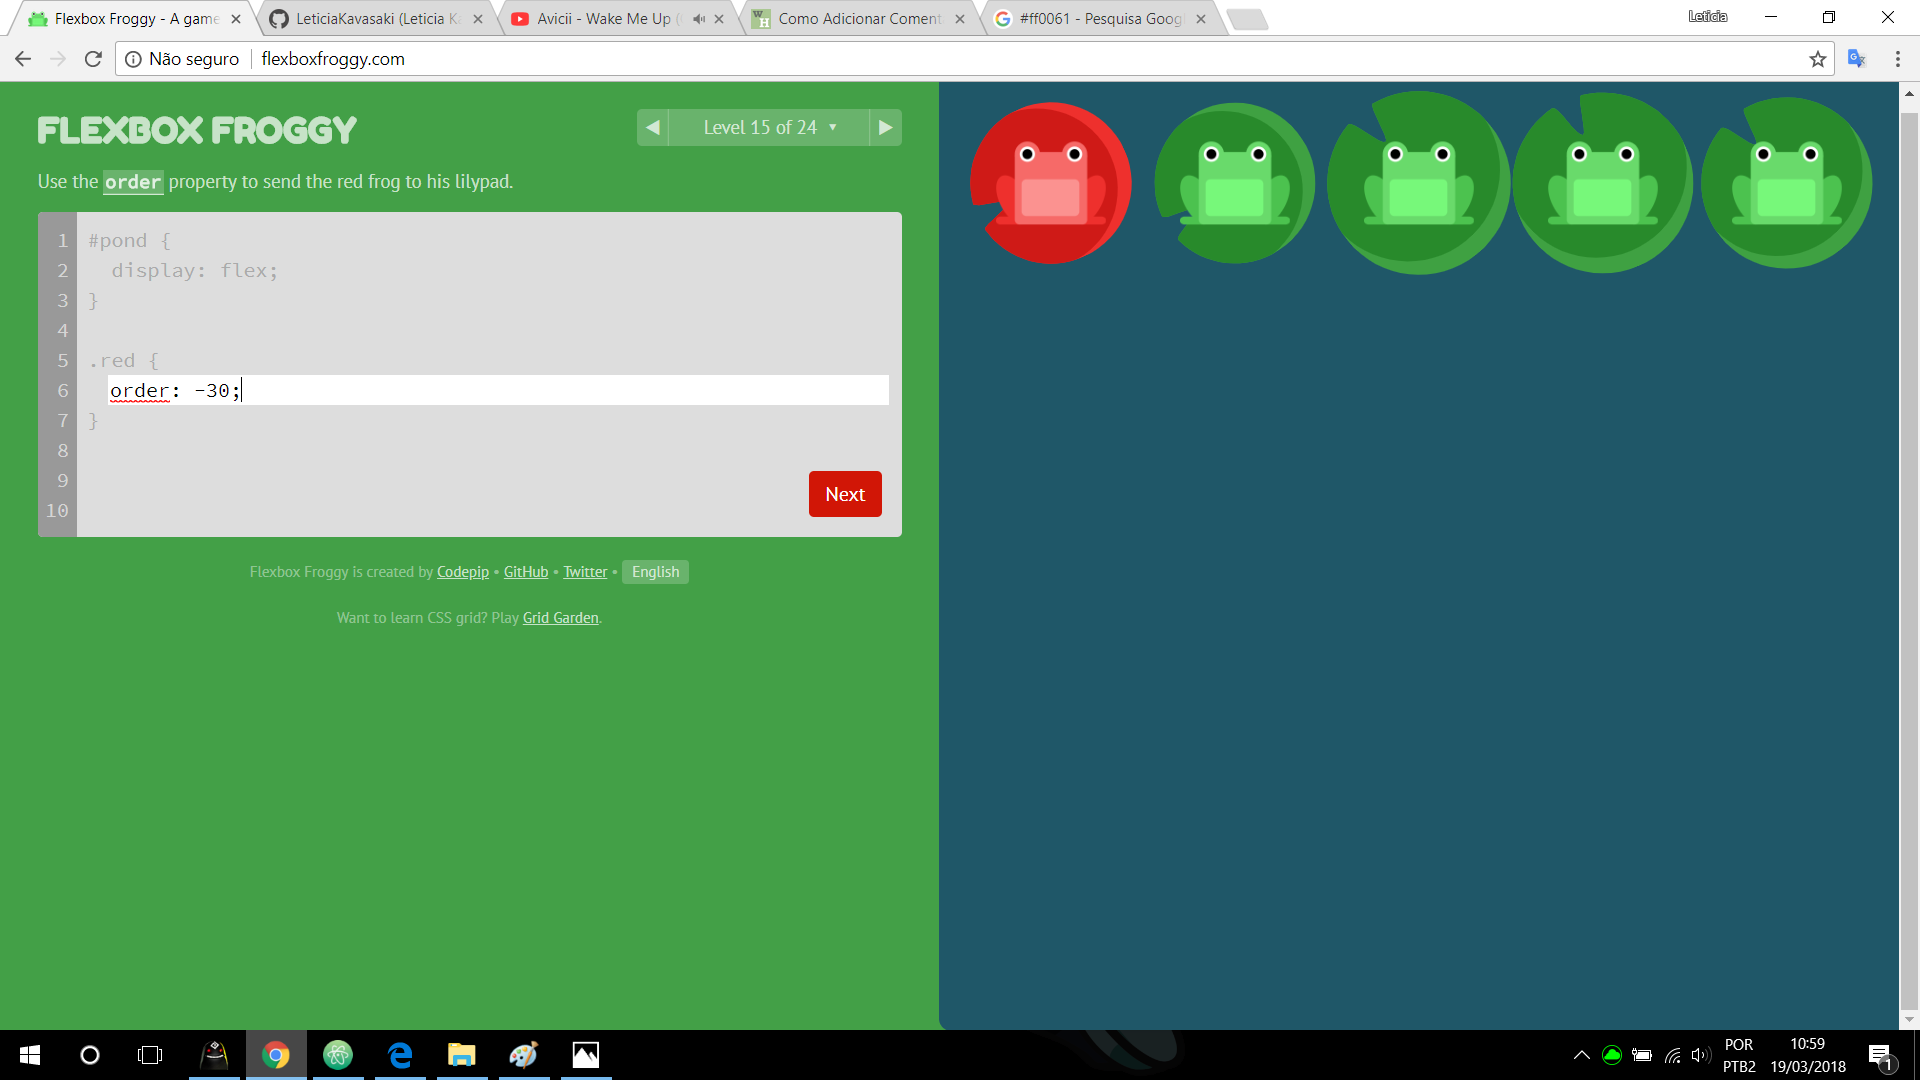 Flexbox Froggy - A game
LeticiaKavasaki (Leticia K
Avicii - Wake Me Up (
Como Adicionar Coment
#ff0061 - Pesquisa Goog
Leticia
Não seguro
flexboxfroggy.com
FLEXBOX FROGGY
Level 15 of 24
Use the order property to send the red frog to his lilypad.
1 #pond {
2 display: flex;
3 }
4
5 .red {
6 order: -30;
7 }
8
9
10
Next
Flexbox Froggy is created by Codepip • GitHub • Twitter • English
Want to learn CSS grid? Play Grid Garden.
POR
PTB2
10:59
19/03/2018
1